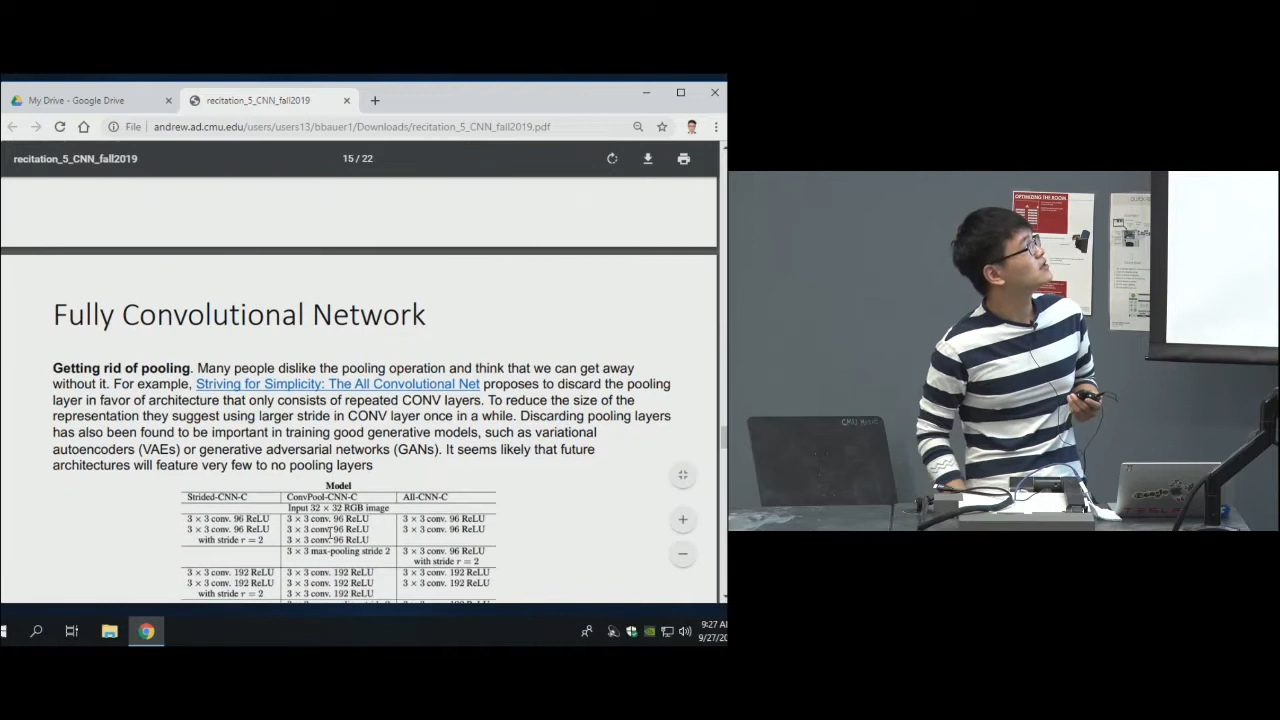 My Drive - Google Drive
recitation_5_CNN_fall2019
File
andrew.ad.cmu.edu/users/users13/bbauer1/Downloads/recitation_5_CNN_fall2019.pdf
recitation_5_CNN_fall2019
15 / 22
Fully Convolutional Network
Getting rid of pooling. Many people dislike the pooling operation and think that we can get away
without it. For example, Striving for Simplicity: The All Convolutional Net proposes to discard the pooling
layer in favor of architecture that only consists of repeated CONV layers. To reduce the size of the
representation they suggest using larger stride in CONV layer once in a while. Discarding pooling layers
has also been found to be important in training good generative models, such as variational
autoencoders (VAEs) or generative adversarial networks (GANs). It seems likely that future
architectures will feature very few to no pooling layers
Model
Strided-CNN-C ConvPool-CNN-C All-CNN-C
Input 32 × 32 RGB image
3 × 3 conv. 96 ReLU 3 × 3 conv. 96 ReLU 3 × 3 conv. 96 ReLU
3 × 3 conv. 96 ReLU 3 × 3 conv. 96 ReLU 3 × 3 conv. 96 ReLU
with stride r = 2 3 × 3 conv. 96 ReLU
3 × 3 max-pooling stride 2 3 × 3 conv. 96 ReLU
with stride r = 2
3 × 3 conv. 192 ReLU 3 × 3 conv. 192 ReLU 3 × 3 conv. 192 ReLU
3 × 3 conv. 192 ReLU 3 × 3 conv. 192 ReLU 3 × 3 conv. 192 ReLU
with stride r = 2 3 × 3 conv. 192 ReLU
9:27 AM
9/27/20
OPTIMIZING THE ROOM
TESLA